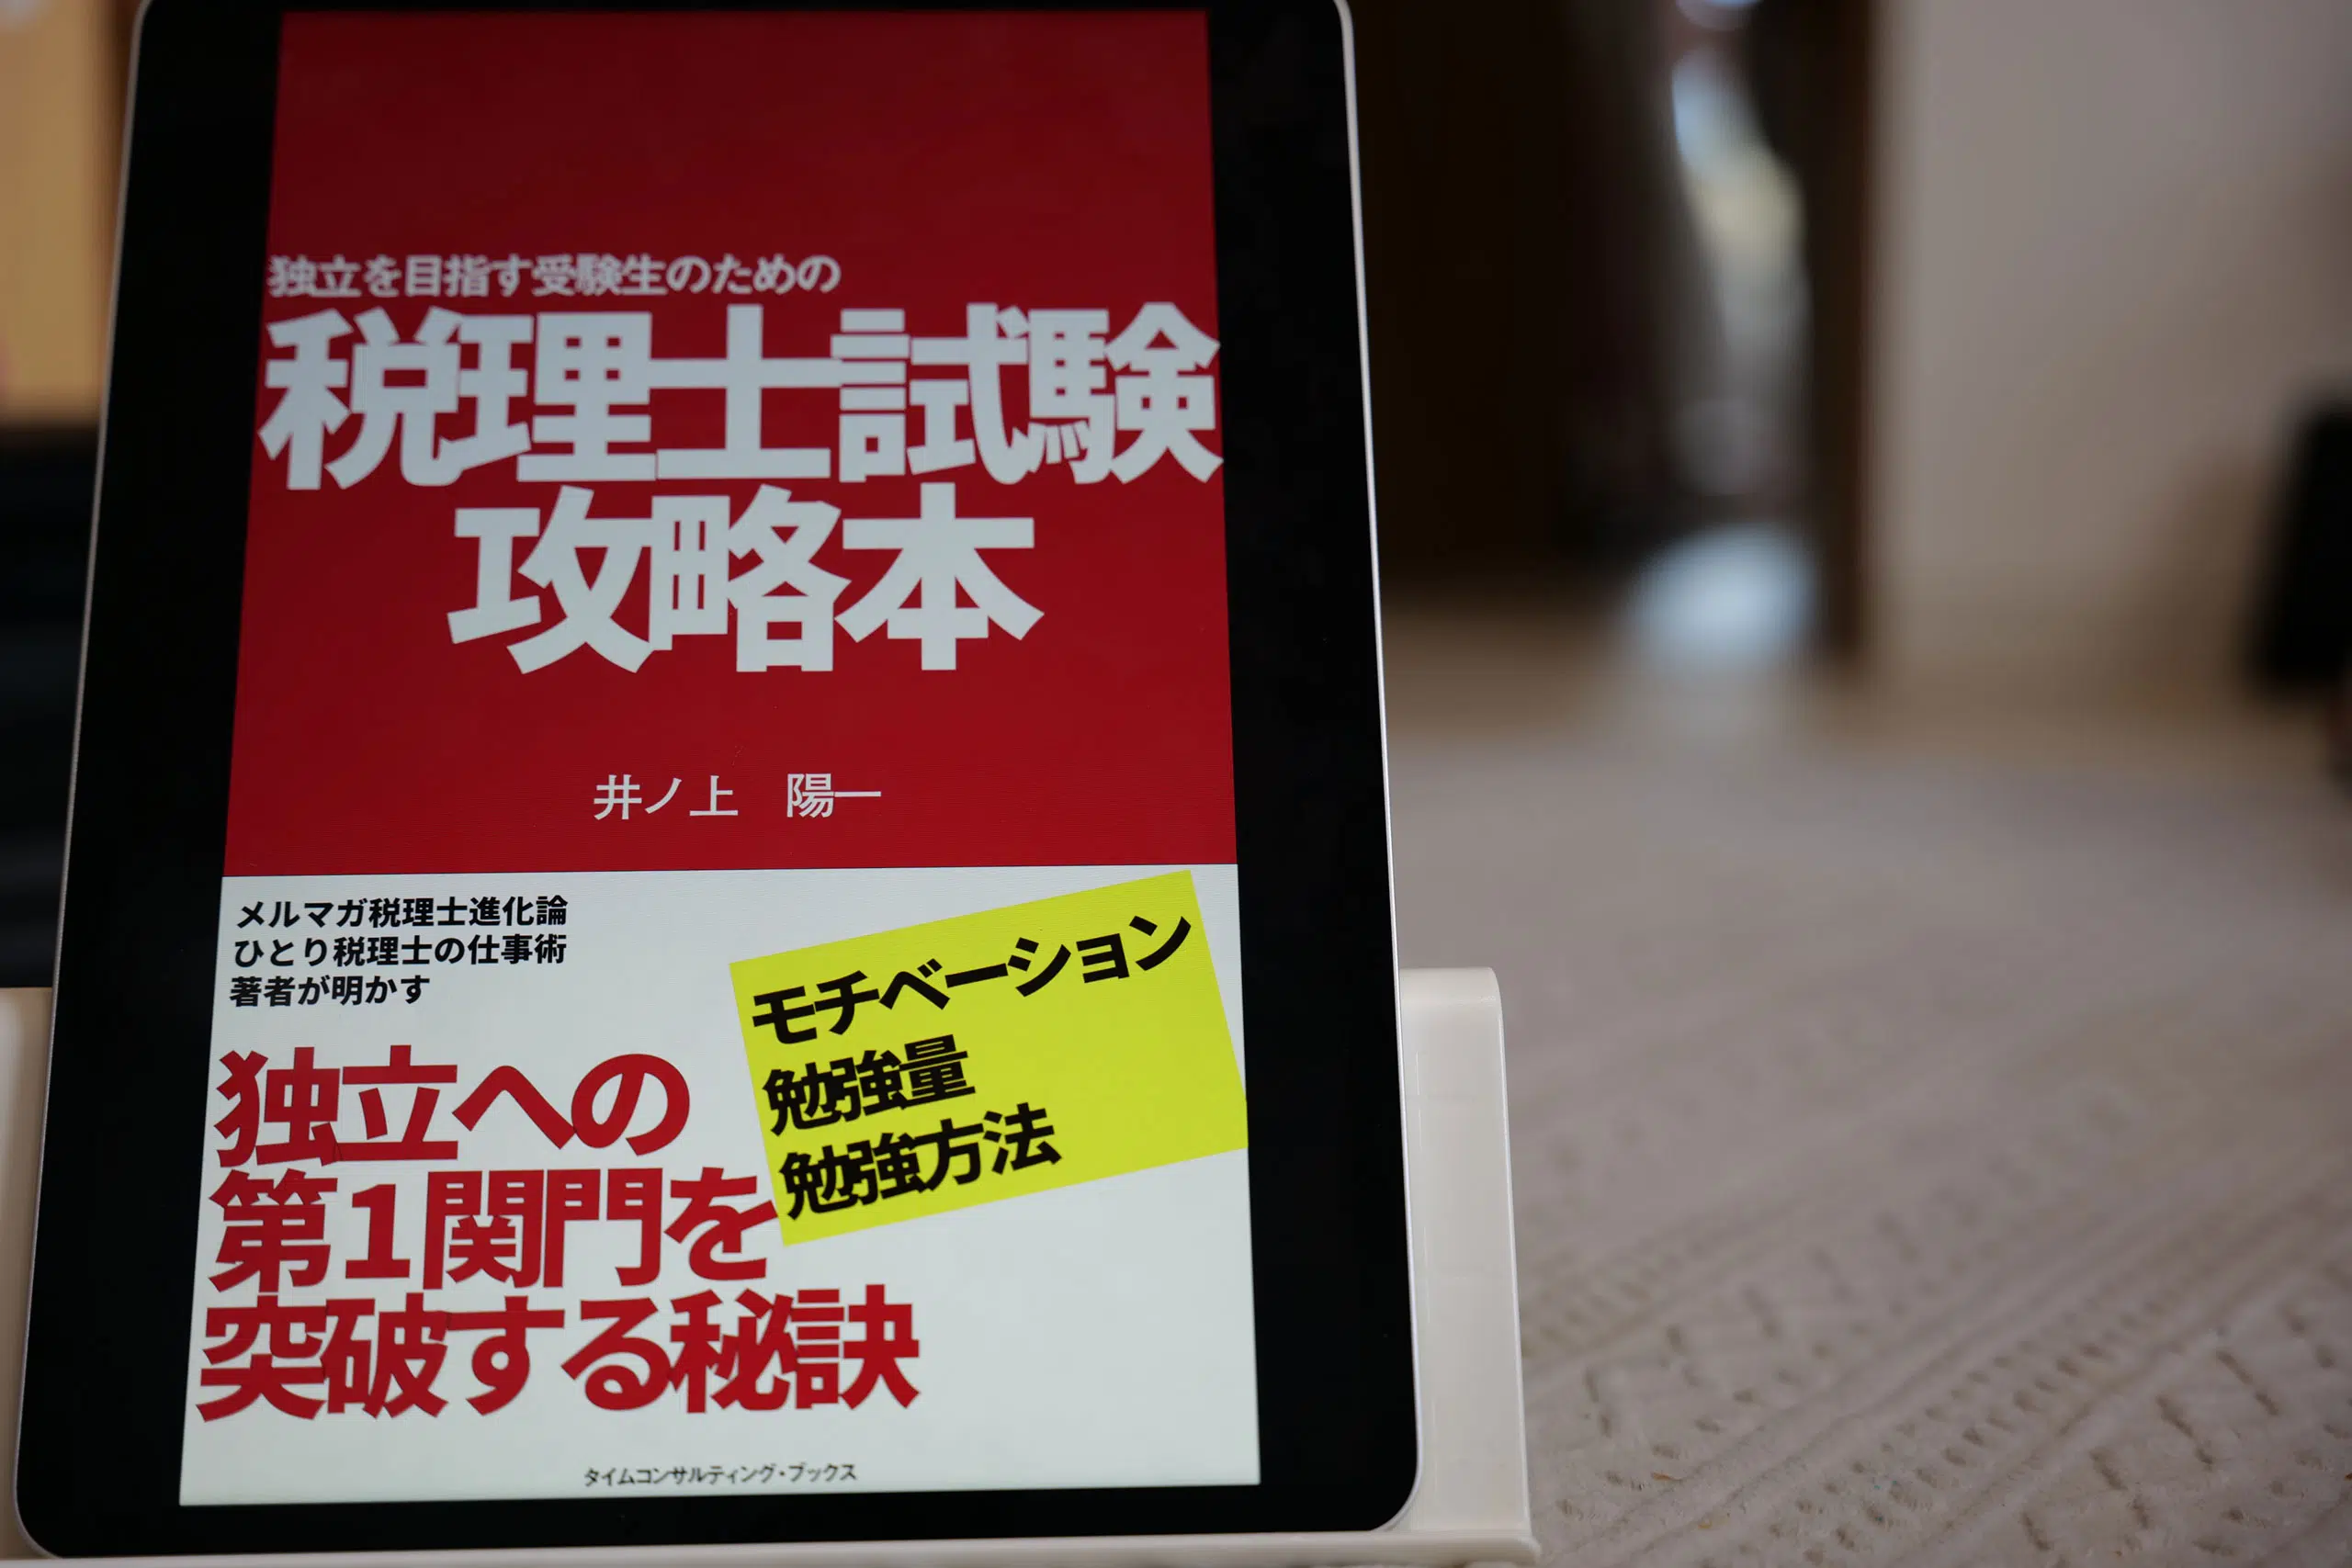 独立を目指す受験生のための
税理士試験
攻略本
井ノ上 陽一
メルマガ税理士進化論
ひとり税理士の仕事術
著者が明かす
モチベーション
勉強量
勉強方法
独立への
第1関門を
突破する秘訣
タイムコンサルティング・ブックス